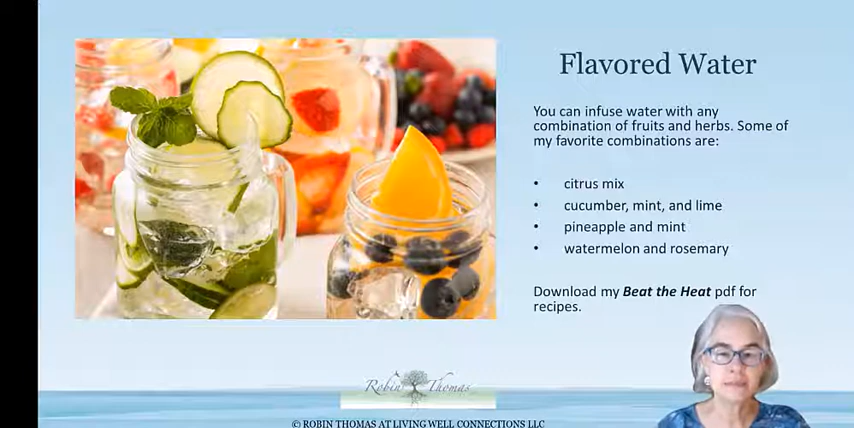 Flavored Water
You can infuse water with any
combination of fruits and herbs. Some of
my favorite combinations are:
• citrus mix
• cucumber, mint, and lime
• pineapple and mint
• watermelon and rosemary
Download my Beat the Heat pdf for
recipes.
Robin Thomas
© ROBIN THOMAS AT LIVING WELL CONNECTIONS LLC